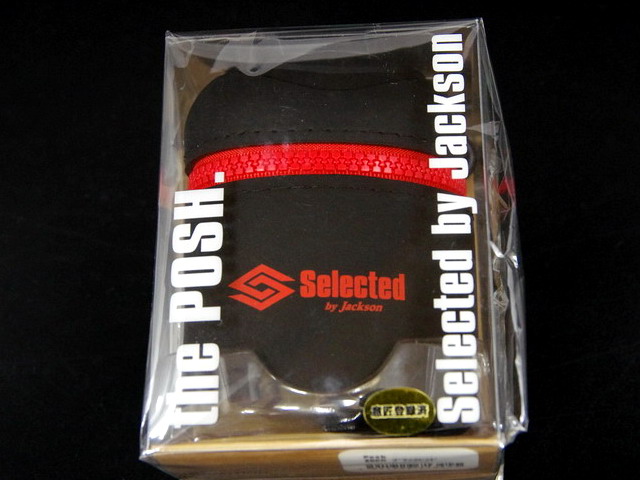 the POSH.
Selected by Jackson
Selected
by Jackson
意匠登録済